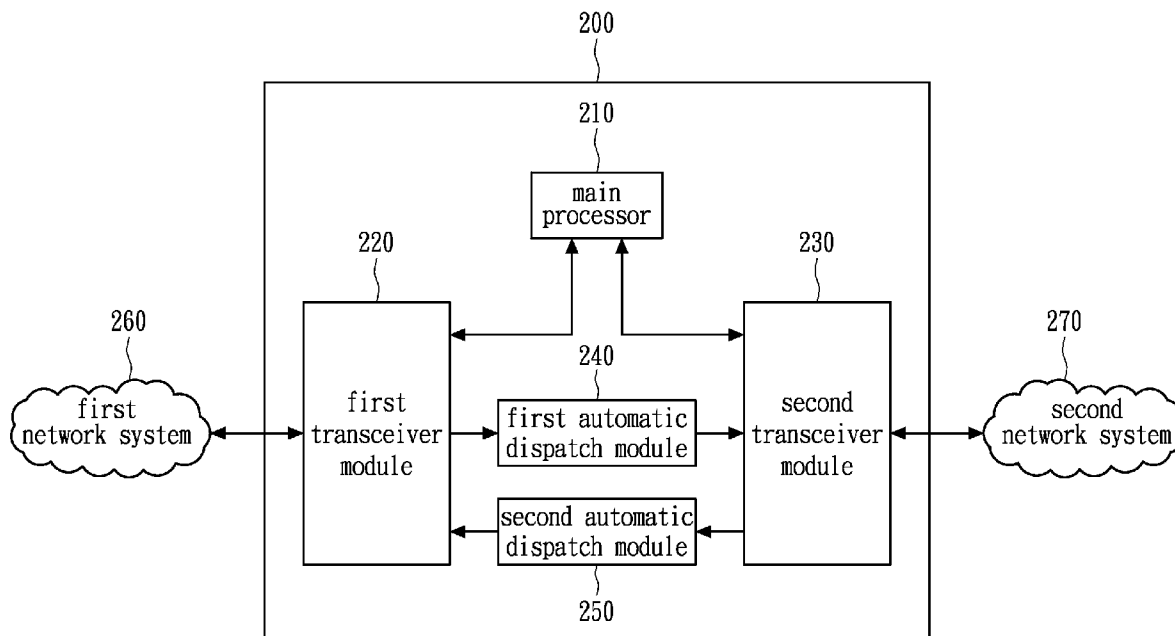 200
210
main
processor
220
230
260
240
270
first
network system
first
transceiver
module
first automatic
dispatch module
second
transceiver
module
second
network system
second automatic
dispatch module
250